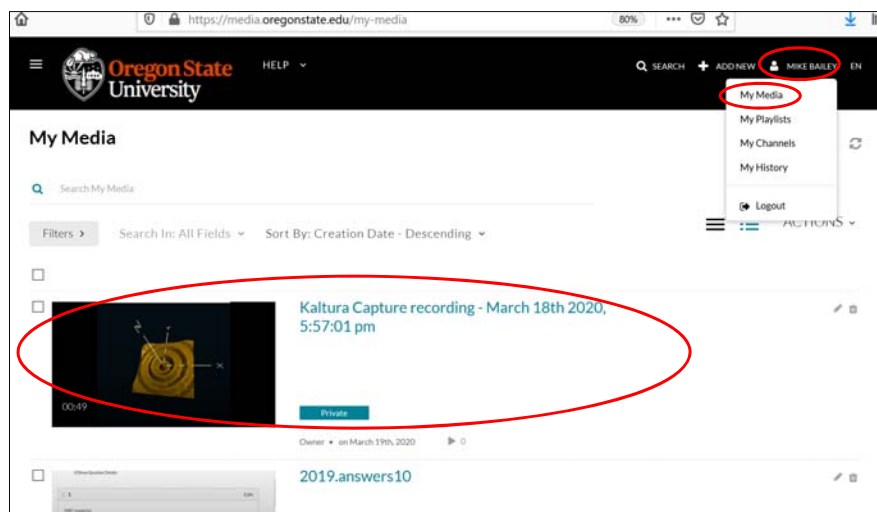 https://media.oregonstate.edu/my-media 80%
Oregon State University HELP SEARCH ADD NEW MIKE BAILEY EN
My Media
My Playlists
My Channels
My History
Logout
My Media
Search My Media
Filters Search In: All Fields Sort By: Creation Date - Descending ACTIONS
Kaltura Capture recording - March 18th 2020,
5:57:01 pm
Z Y X
00:49
Private
Owner • on March 19th, 2020 0
2019.answers10